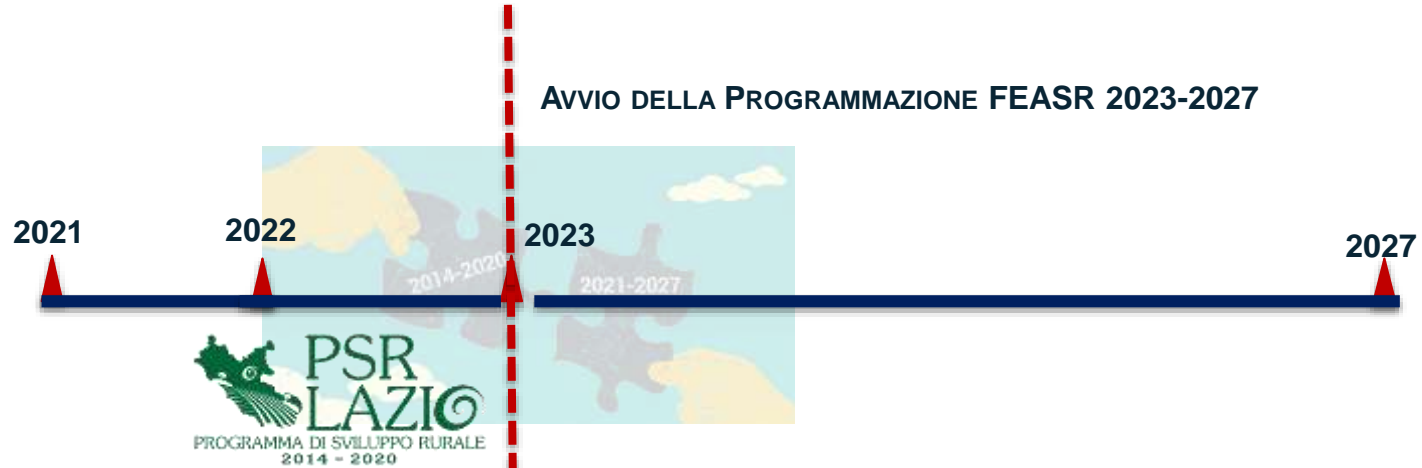 AVVIO DELLA PROGRAMMAZIONE FEASR 2023-2027
2021
2022
2023
2027
2014-2020
2021-2027
PSR
LAZIO
PROGRAMMA DI SVILUPPO RURALE
2014 - 2020